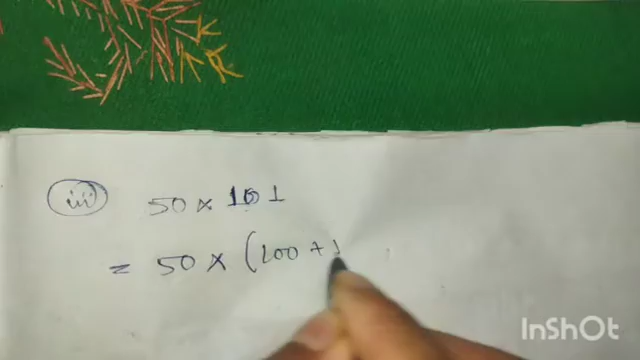 (iii) 50 × 101
= 50 × (100 + 1
InShOt